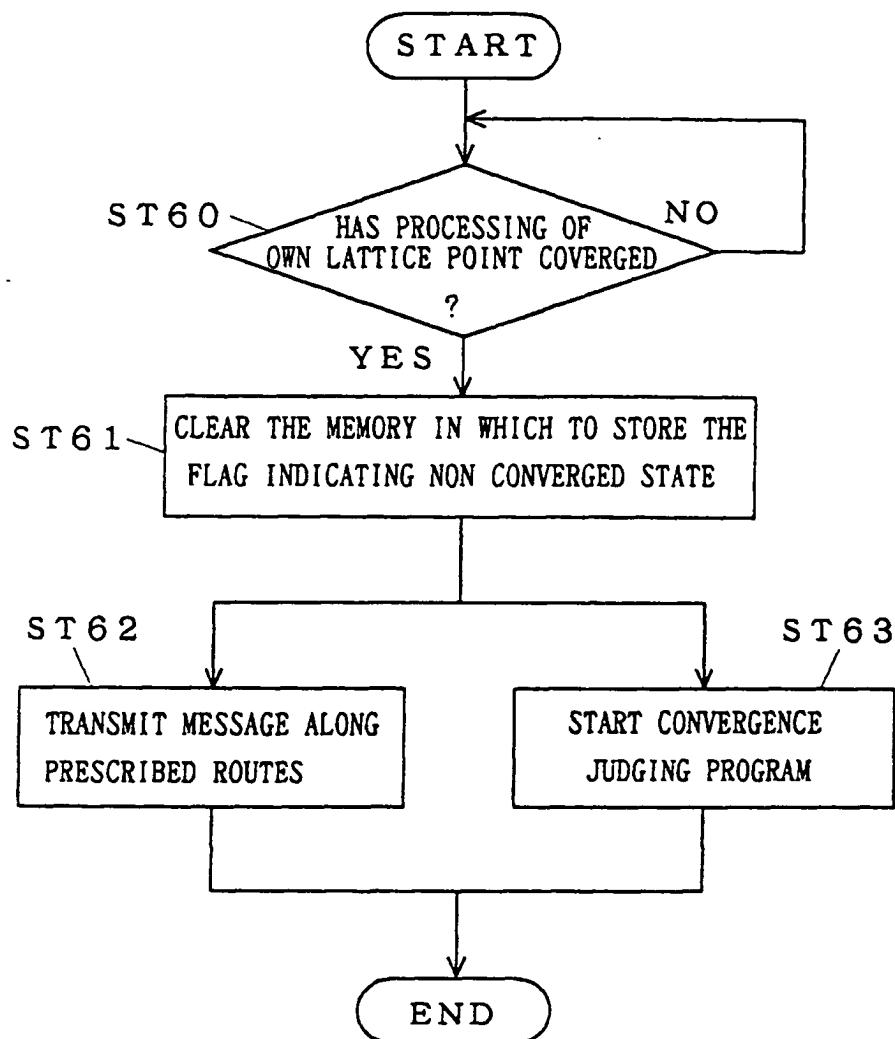 START
ST60
HAS PROCESSING OF
OWN LATTICE POINT COVERGED
?
NO
YES
ST61
CLEAR THE MEMORY IN WHICH TO STORE THE
FLAG INDICATING NON CONVERGED STATE
ST62
TRANSMIT MESSAGE ALONG
PRESCRIBED ROUTES
ST63
START CONVERGENCE
JUDGING PROGRAM
END